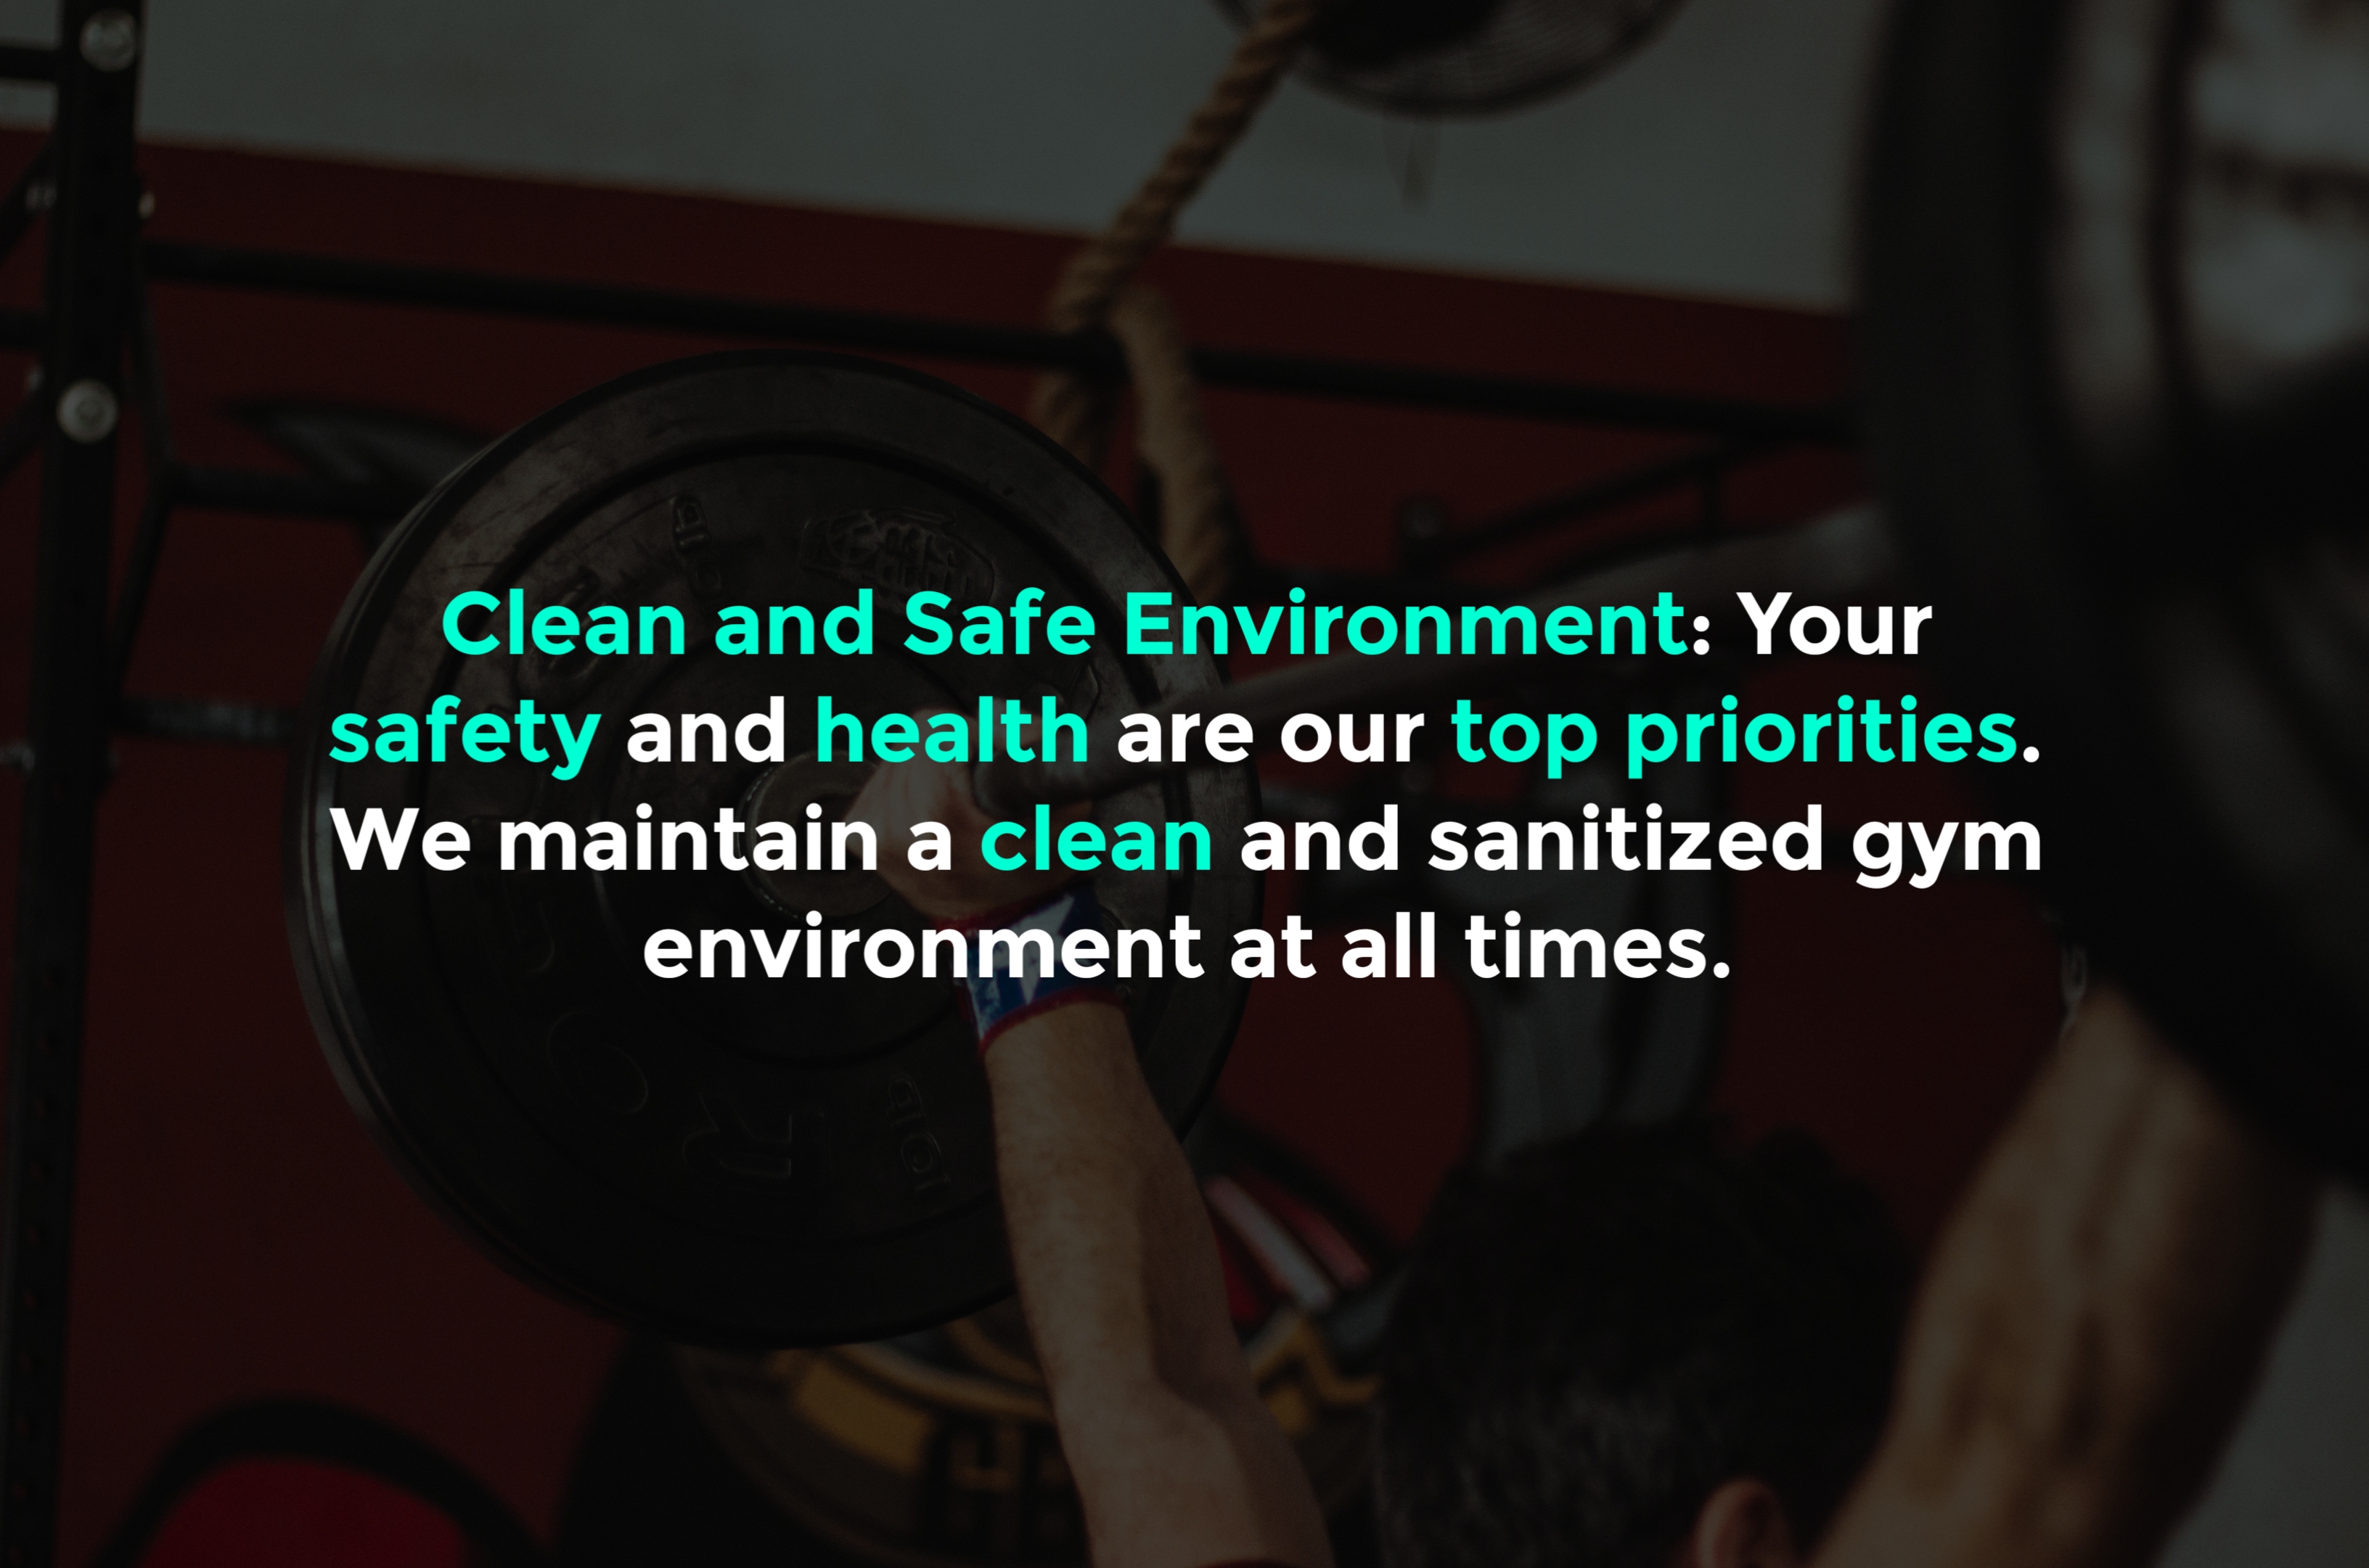 Clean and Safe Environment: Your
safety and health are our top priorities.
We maintain a clean and sanitized gym
environment at all times.